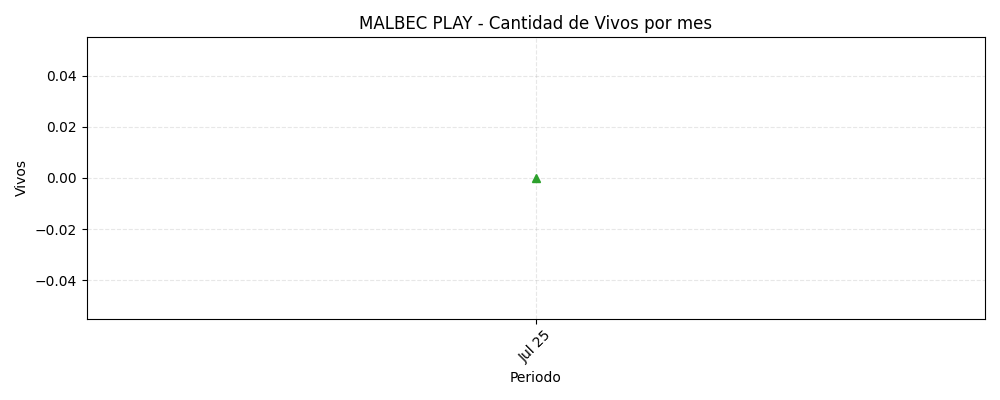 MALBEC PLAY - Cantidad de Vivos por mes
0.04
0.02
0.00
−0.02
−0.04
Vivos
Jul 25
Periodo